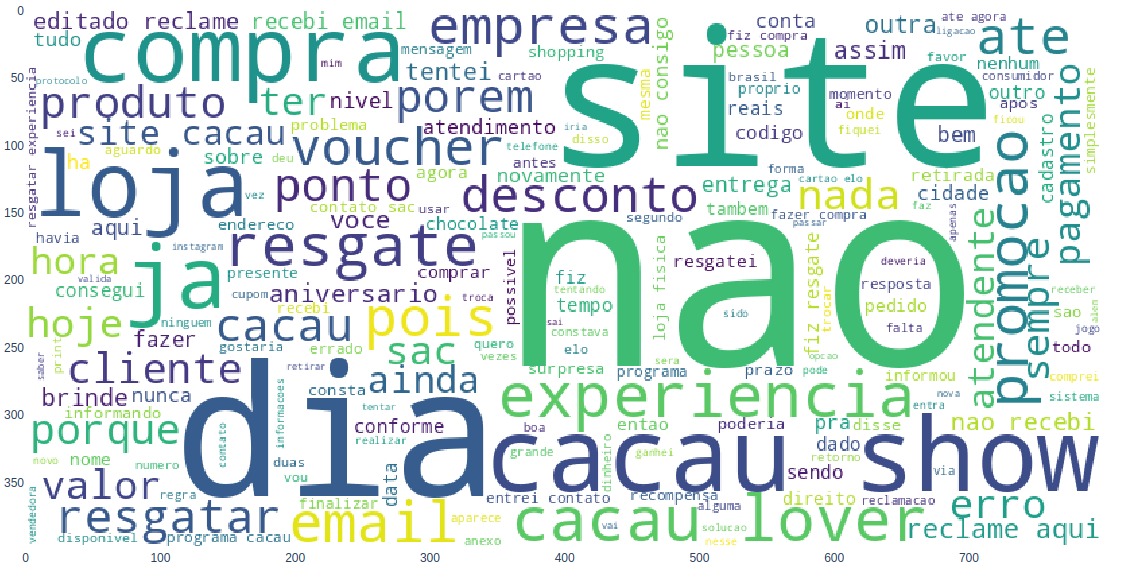 0
editado reclame
recebi email
empresa
conta
outra
ate agora
ligacao
ate
tudo
compra
mim
mensagem
shopping
nao consigo
fiz compra
pessoa
assim
favor
nenhum
50
protocolo
tentei
cartao
mesma
site
brasil
proprio
momento
consumidor
produto
ter
nivel
porem
reais
ai
onde
outro
apos
pagamento
simplesmente
resgatar experiencia
sei
site cacau
problema
atendimento
iria
disso
codigo
fiquei
bem
ficou
cadastro
100
ha
aguardo
sobre
deu
voucher
telefone
antes
forma
promocao
loja
vez
ponto
agora
novamente
desconto
entrega
cartao elo
nada
retirada
cidade
150
contato sac
usar
voce
chocolate
segundo
tambem
fazer compra
faz
apenas
havia
aqui
endereco
resgate
passou
nao
passar
atendente
sempre
instagram
ja
hora
valida
presente
comprar
possivel
fiz
loja fisica
resgatei
fiz resgate
deveria
200
consegui
cupom
aniversario
troca
tentando
tempo
sido
trocar
resposta
pedido
receber
alem
hoje
ninguem
recebi
pois
sai
constava
falta
sao
jogo
fazer
cacau
250
print
gostaria
errado
sac
quero
vezes
elo
sera
opcao
todo
saber
cliente
retirar
dia
ainda
surpresa
programa
prazo
pode
informou
comprei
brinde
nunca
informacoes
consta
experiencia
nova
sistema
300
informando
tentar
entra
porque
contato
conforme
realizar
boa
entao
poderia
pra
disse
nao recebi
novo
nome
numero
duas
vou
data
cacau show
grande
dinheiro
ganhei
dado
retorno
sendo
via
350
valor
regra
entrei contato
recompensa
alguma
direito
reclamacao
erro
vendedora
resgatar
finalizar
email
aparece
cacau lover
vai
solucao
reclame aqui
disponivel
programa cacau
anexo
nesse
0
100
200
300
400
500
600
700